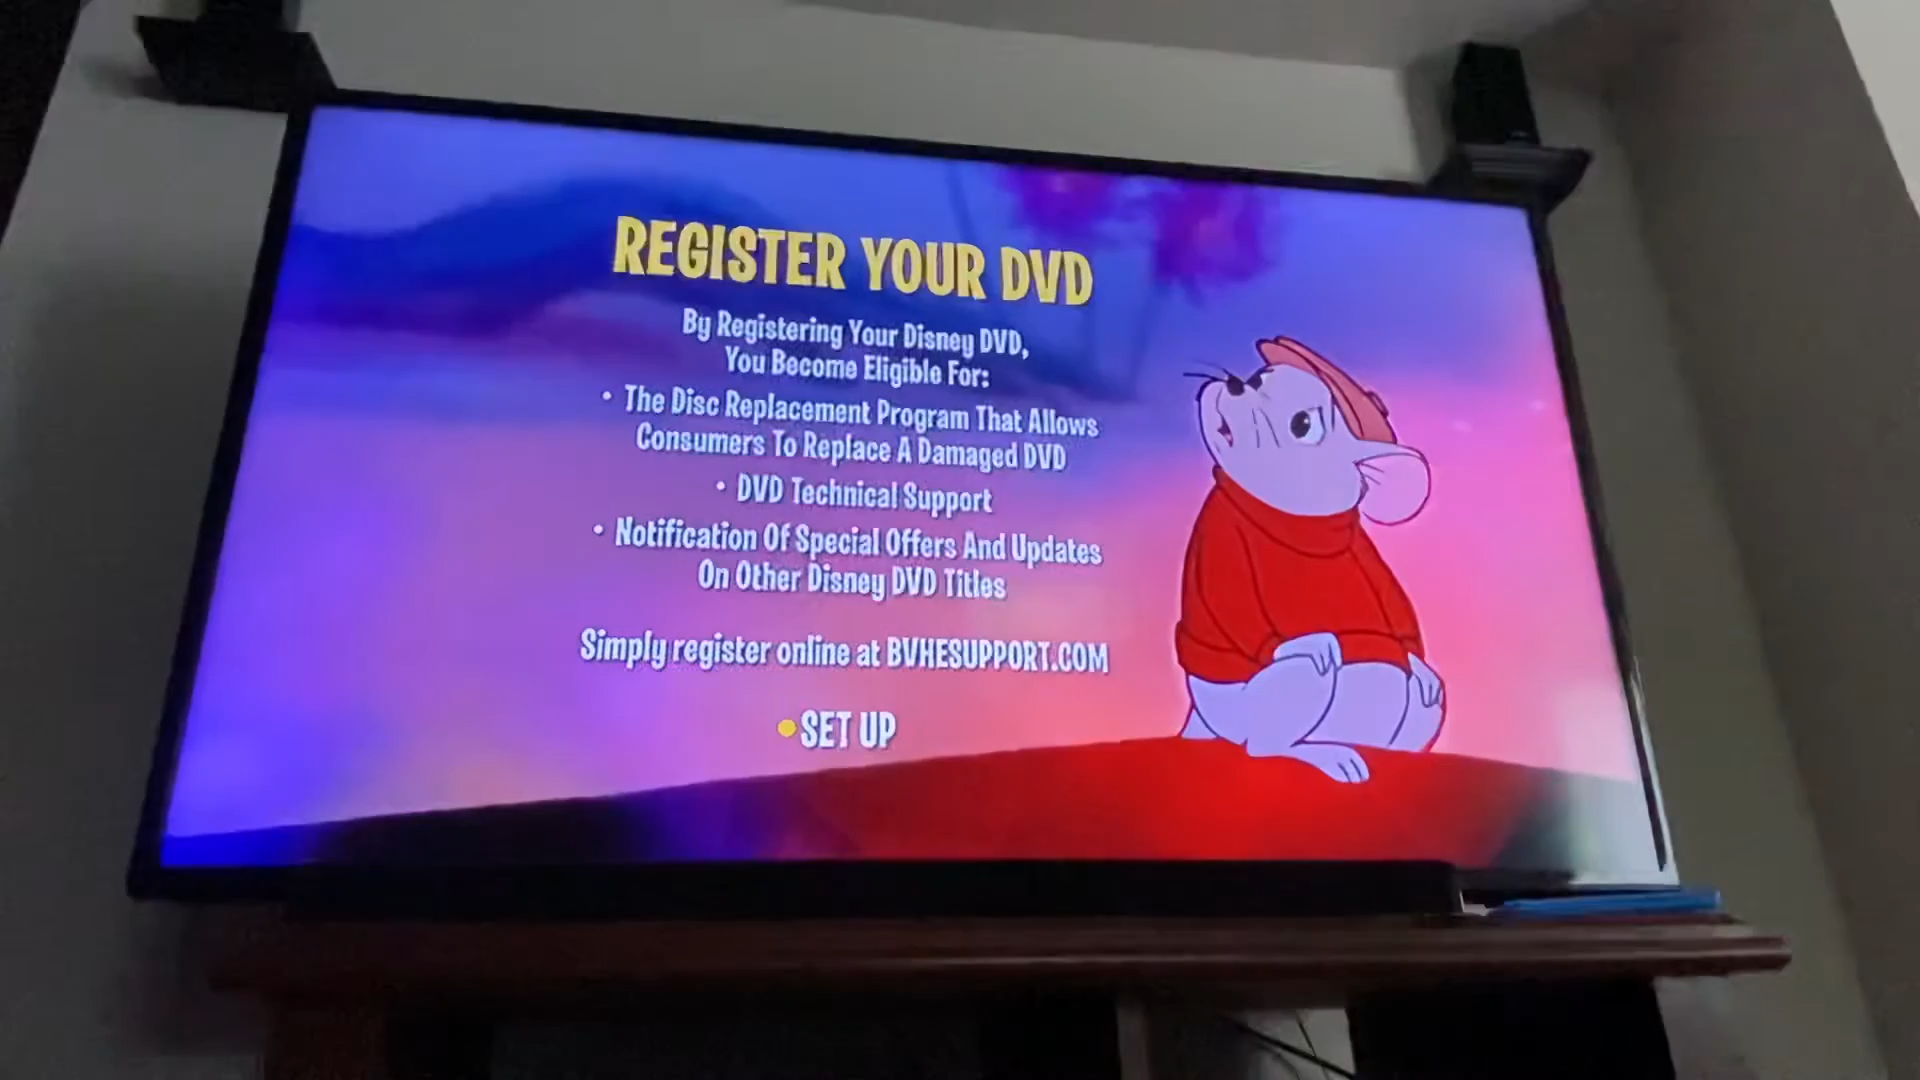 REGISTER YOUR DVD
By Registering Your Disney DVD,
You Become Eligible For:
• The Disc Replacement Program That Allows
Consumers To Replace A Damaged DVD
• DVD Technical Support
• Notification Of Special Offers And Updates
On Other Disney DVD Titles
Simply register online at BVHESUPPORT.COM
SET UP